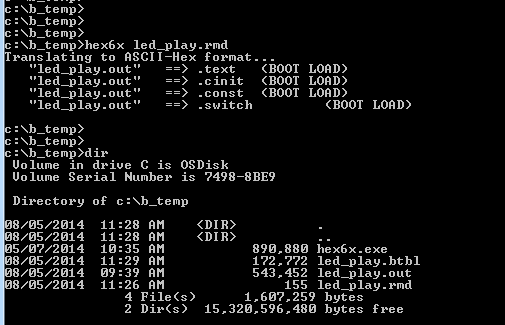 c:\b_temp>
c:\b_temp>
c:\b_temp>
c:\b_temp>hex6x led_play.rmd
Translating to ASCII-Hex format...
"led_play.out" ==> .text (BOOT LOAD)
"led_play.out" ==> .cinit (BOOT LOAD)
"led_play.out" ==> .const (BOOT LOAD)
"led_play.out" ==> .switch (BOOT LOAD)
c:\b_temp>
c:\b_temp>
c:\b_temp>dir
Volume in drive C is OSDisk
Volume Serial Number is 7498-8BE9
Directory of c:\b_temp
08/05/2014 11:28 AM <DIR> .
08/05/2014 11:28 AM <DIR> ..
05/07/2014 10:35 AM 890,880 hex6x.exe
08/05/2014 11:29 AM 172,772 led_play.btbl
08/05/2014 09:39 AM 543,452 led_play.out
08/05/2014 11:26 AM 155 led_play.rmd
4 File(s) 1,607,259 bytes
2 Dir(s) 15,320,596,480 bytes free